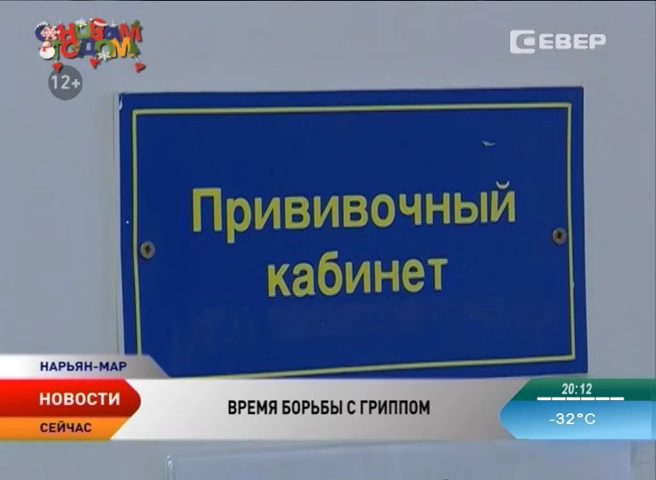 С НОВЫМ
ГОДОМ
12+
СЕВЕР
Прививочный
кабинет
НАРЬЯН-МАР
НОВОСТИ
СЕЙЧАС
ВРЕМЯ БОРЬБЫ С ГРИППОМ
20:12
-32°C